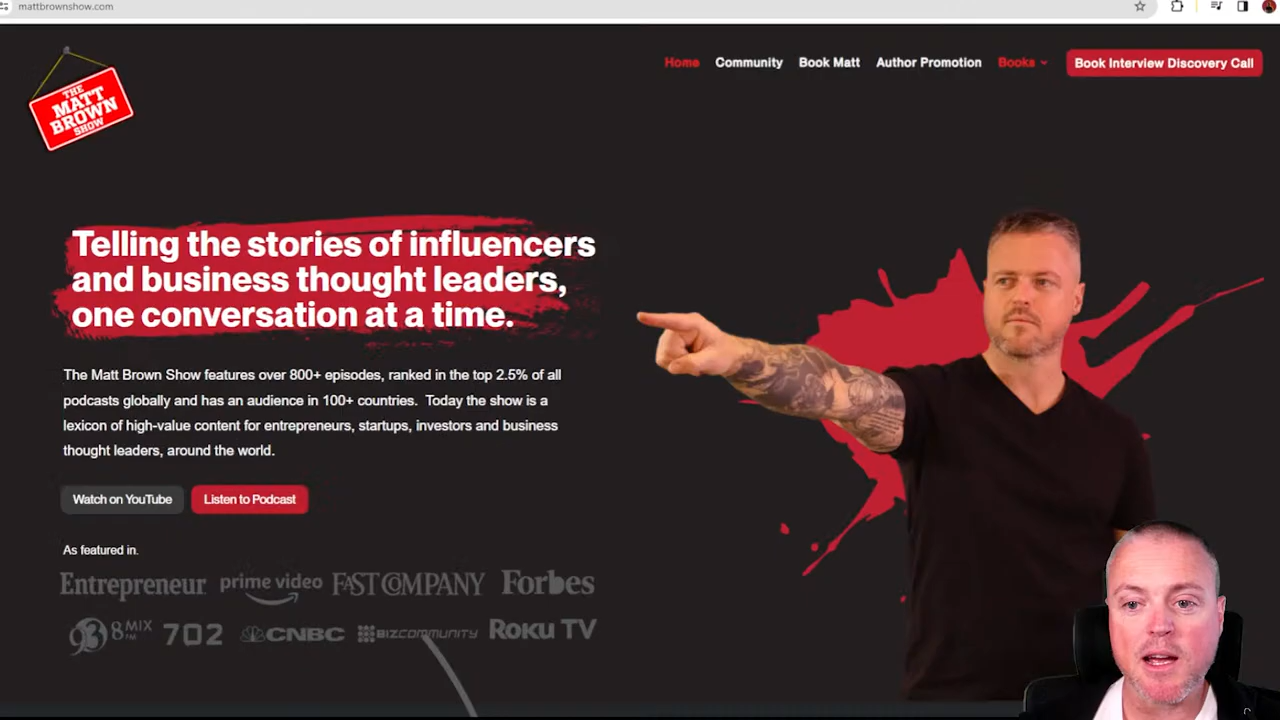 mattbrownshow.com
THE
MATT
BROWN
SHOW
Home Community Book Matt Author Promotion Books Book Interview Discovery Call
Telling the stories of influencers
and business thought leaders,
one conversation at a time.
The Matt Brown Show features over 800+ episodes, ranked in the top 2.5% of all
podcasts globally and has an audience in 100+ countries. Today the show is a
lexicon of high-value content for entrepreneurs, startups, investors and business
thought leaders, around the world.
Watch on YouTube Listen to Podcast
As featured in.
Entrepreneur prime video FAST COMPANY Forbes
93 8 MIX FM 702 CNBC BIZCOMMUNITY ROKU TV